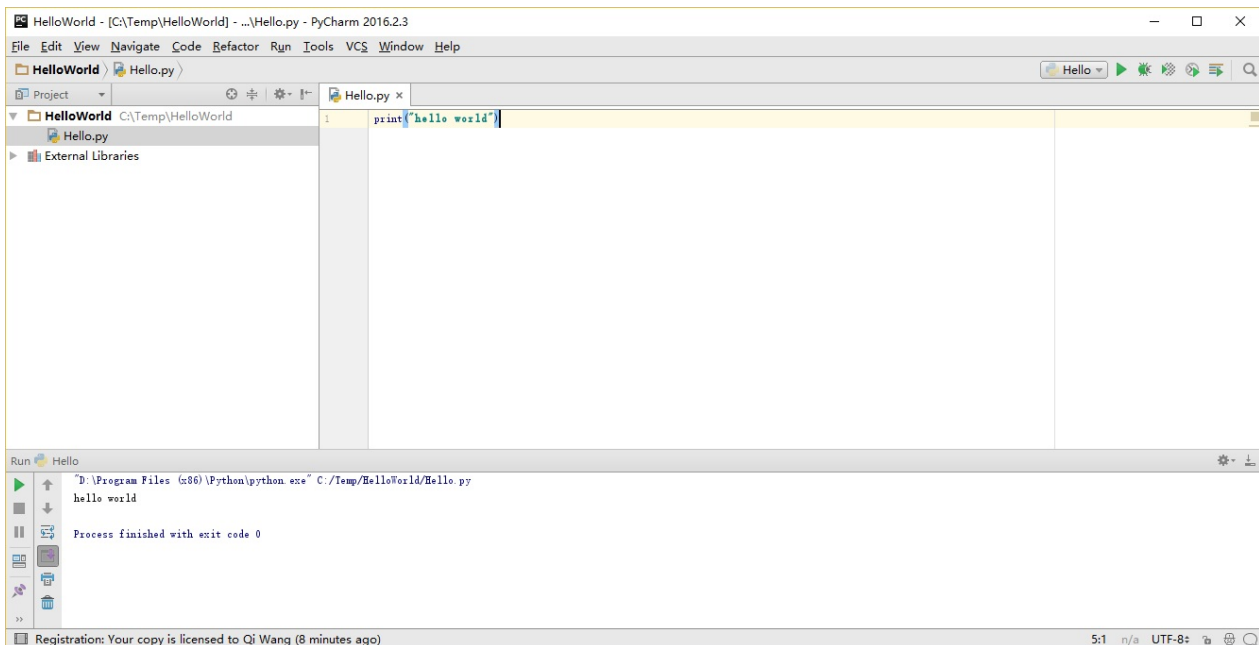 HelloWorld - [C:\Temp\HelloWorld] - ...\Hello.py - PyCharm 2016.2.3
File Edit View Navigate Code Refactor Run Tools VCS Window Help
HelloWorld Hello.py Hello
Project Hello.py
HelloWorld C:\Temp\HelloWorld
1 print("hello world")
Hello.py
External Libraries
Run Hello
"D:\Program Files (x86)\Python\python.exe" C:/Temp/HelloWorld/Hello.py
hello world
Process finished with exit code 0
Registration: Your copy is licensed to Qi Wang (8 minutes ago) 5:1 n/a UTF-8